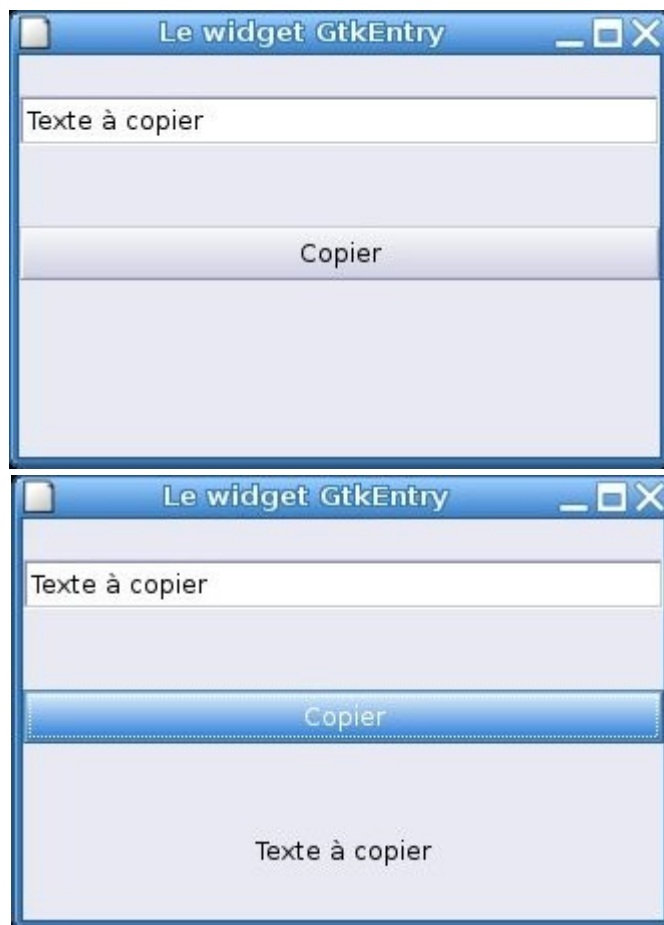 Le widget GtkEntry
Texte à copier
Copier
Le widget GtkEntry
Texte à copier
Copier
Texte à copier